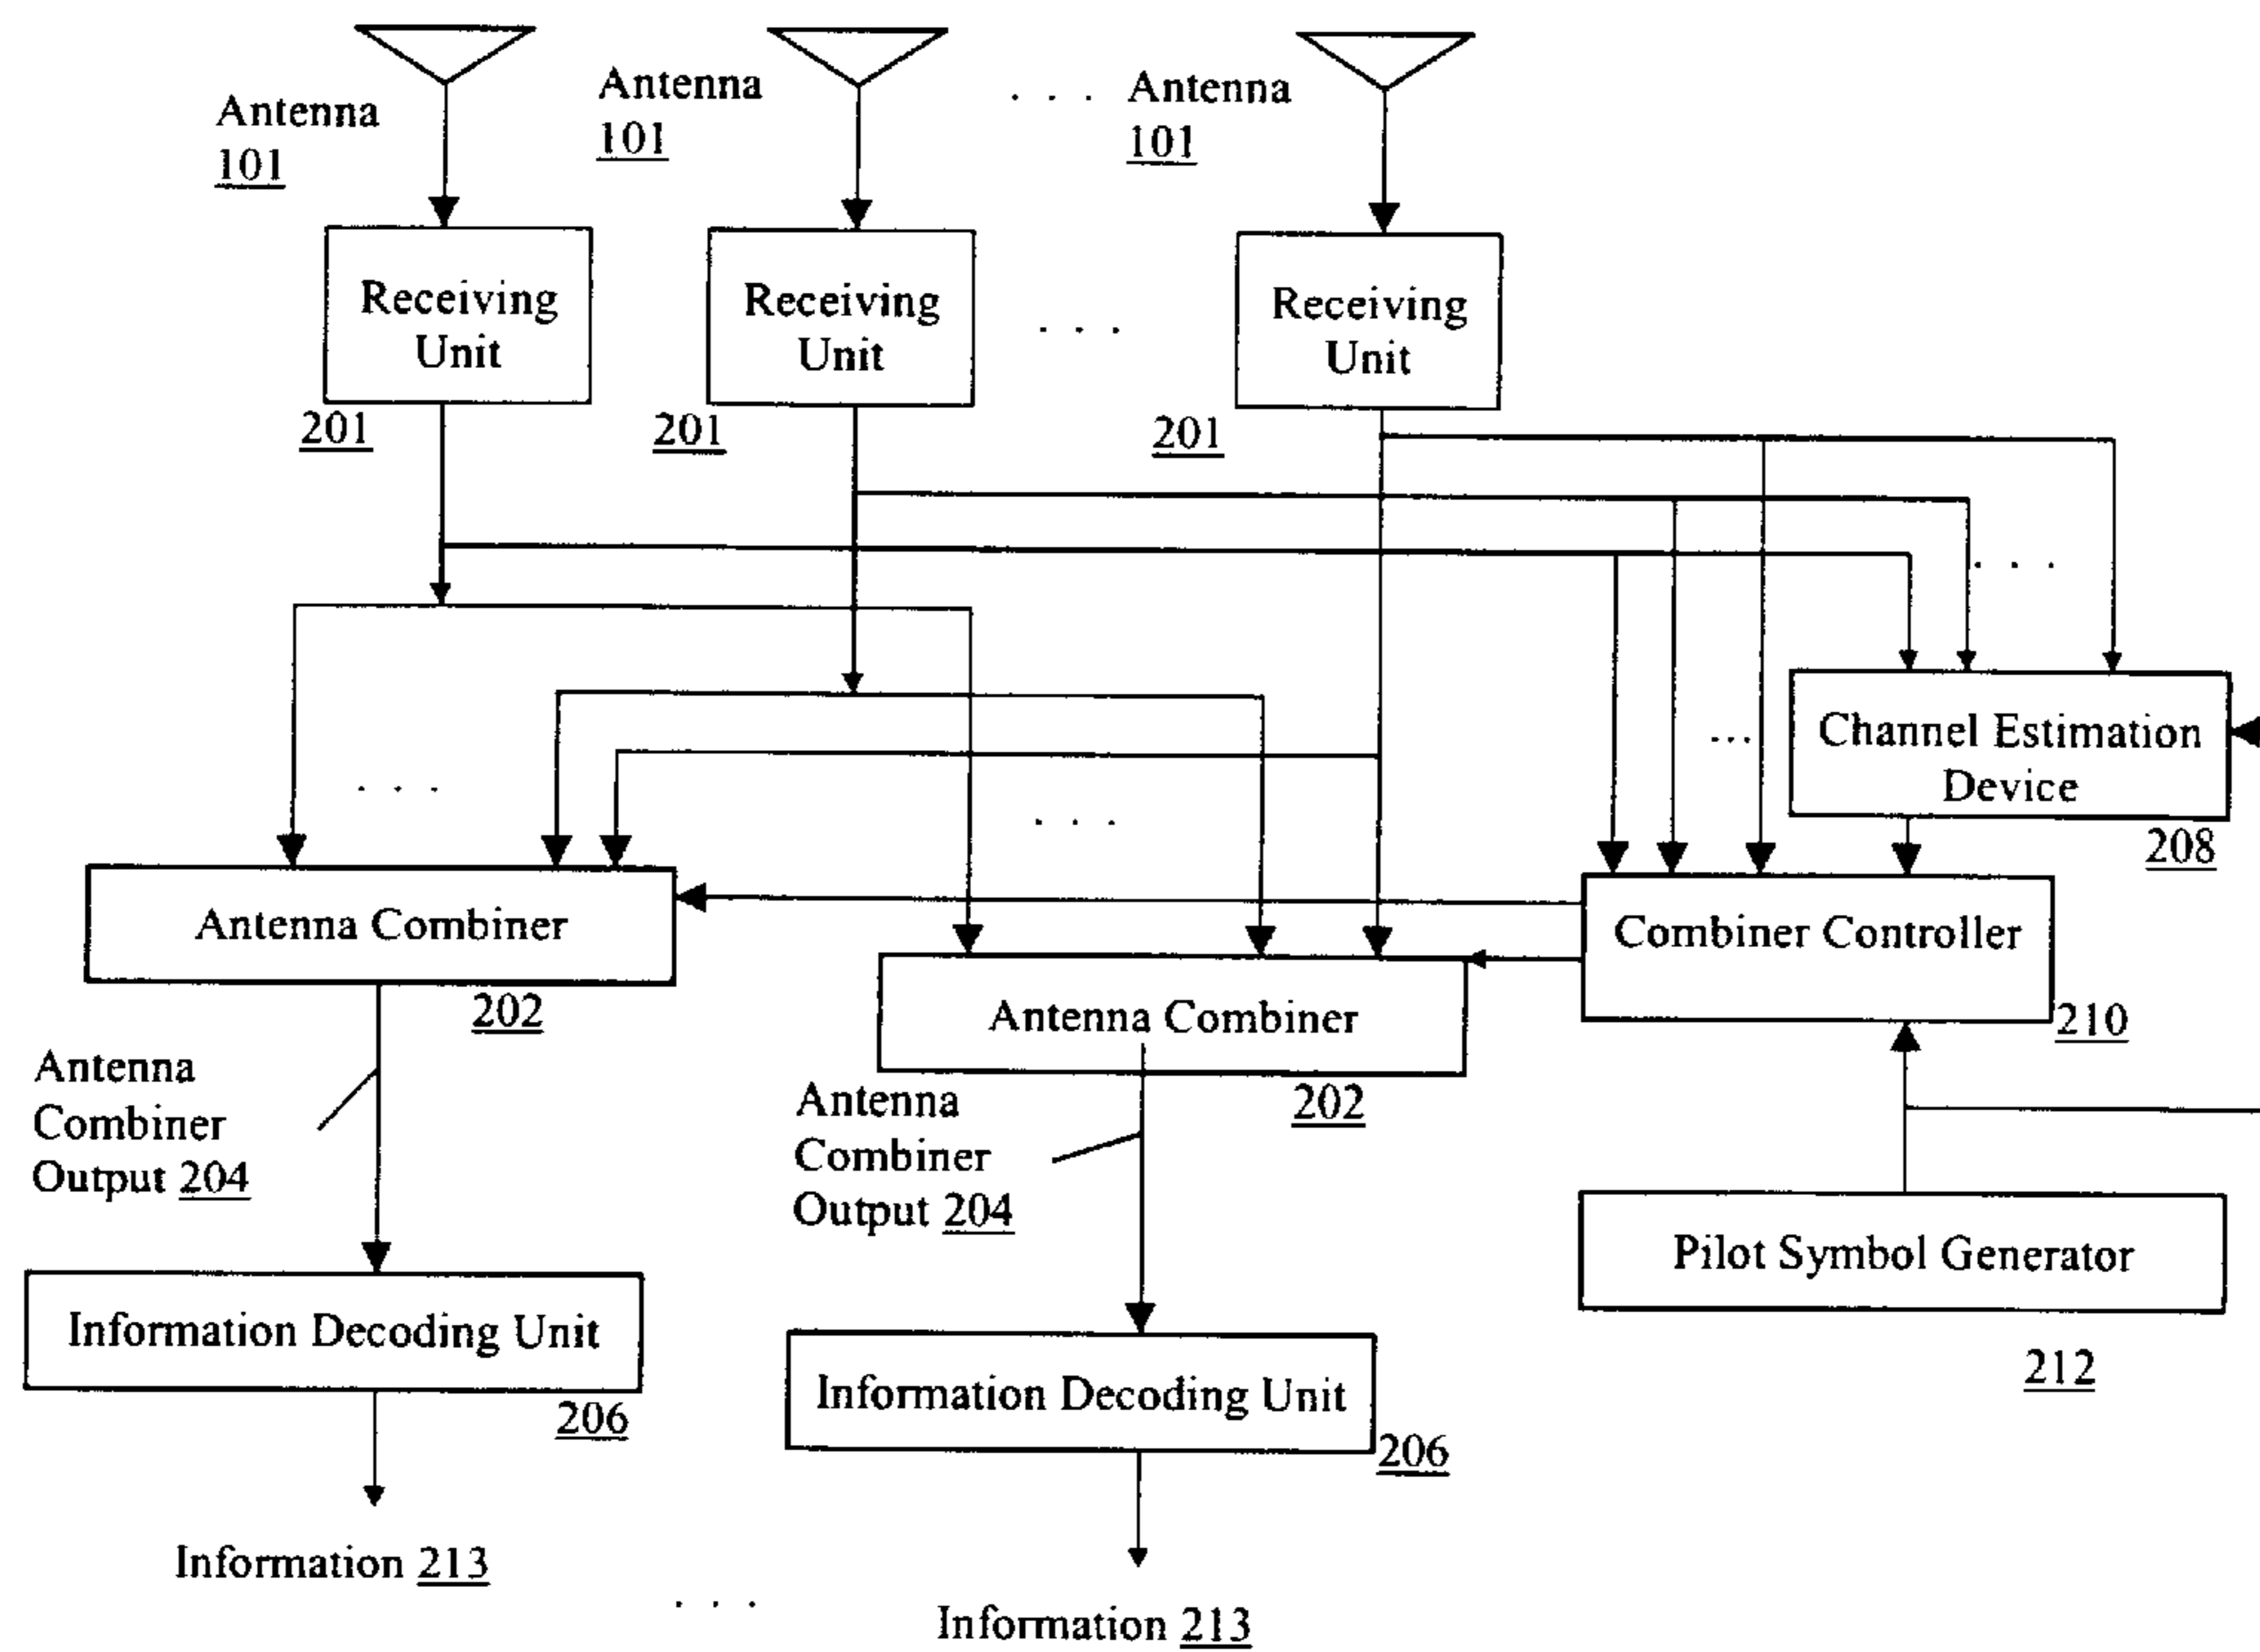 Antenna
101
Antenna
101
. . .
Antenna
101
Receiving
Unit
201
Receiving
Unit
201
. . .
Receiving
Unit
201
. . .
. . .
. . .
...
Channel Estimation
Device
208
Antenna Combiner
202
Antenna Combiner
202
Combiner Controller
210
Antenna
Combiner
Output 204
Antenna
Combiner
Output 204
Pilot Symbol Generator
212
Information Decoding Unit
206
Information Decoding Unit
206
Information 213
. . .
Information 213